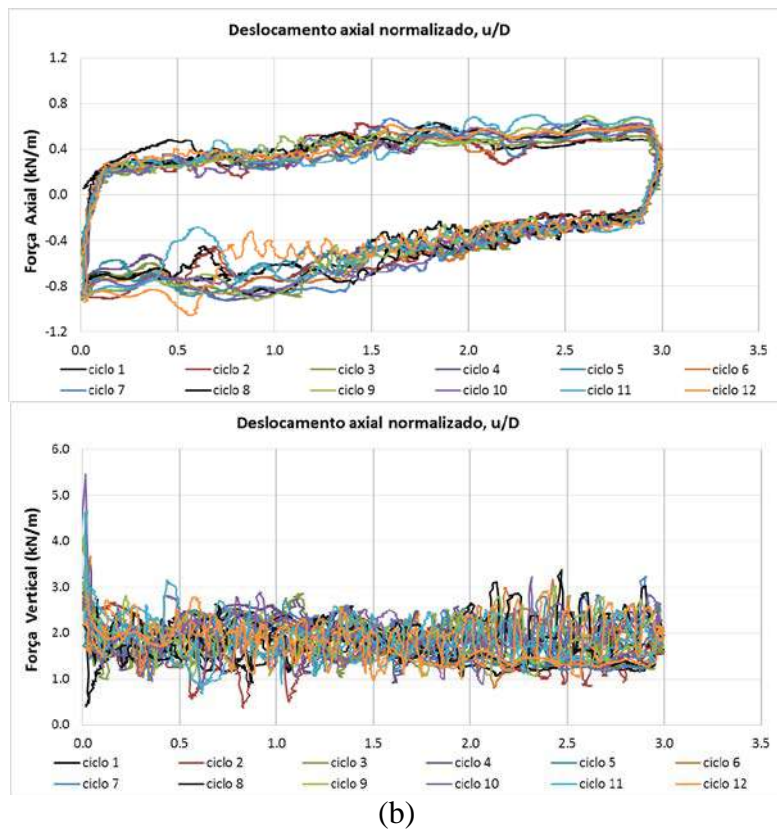 Deslocamento axial normalizado, u/D
1.2
0.8
0.4
0.0
-0.4
-0.8
-1.2
Força Axial (kN/m)
0.0 0.5 1.0 1.5 2.0 2.5 3.0
ciclo 1 ciclo 2 ciclo 3 ciclo 4 ciclo 5 ciclo 6
ciclo 7 ciclo 8 ciclo 9 ciclo 10 ciclo 11 ciclo 12
Deslocamento axial normalizado, u/D
6.0
5.0
4.0
3.0
2.0
1.0
0.0
Força Vertical (kN/m)
0.0 0.5 1.0 1.5 2.0 2.5 3.0
ciclo 1 ciclo 2 ciclo 3 ciclo 4 ciclo 5 ciclo 6
ciclo 7 ciclo 8 ciclo 9 ciclo 10 ciclo 11 ciclo 12
(b)